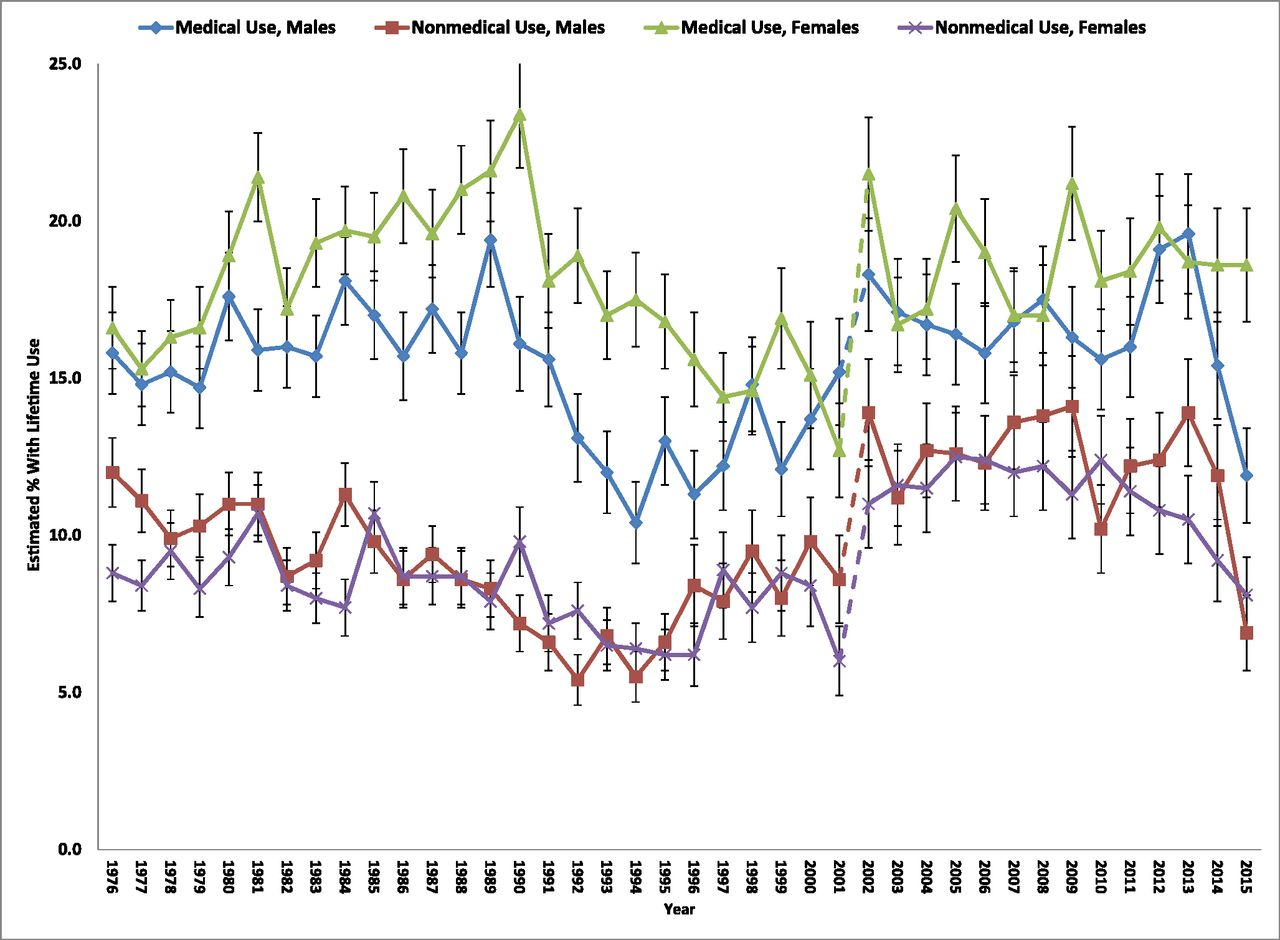 Medical Use, Males Nonmedical Use, Males Medical Use, Females Nonmedical Use, Females
25.0
20.0
15.0
10.0
5.0
0.0
Estimated % With Lifetime Use
1976 1977 1978 1979 1980 1981 1982 1983 1984 1985 1986 1987 1988 1989 1990 1991 1992 1993 1994 1995 1996 1997 1998 1999 2000 2001 2002 2003 2004 2005 2006 2007 2008 2009 2010 2011 2012 2013 2014 2015
Year